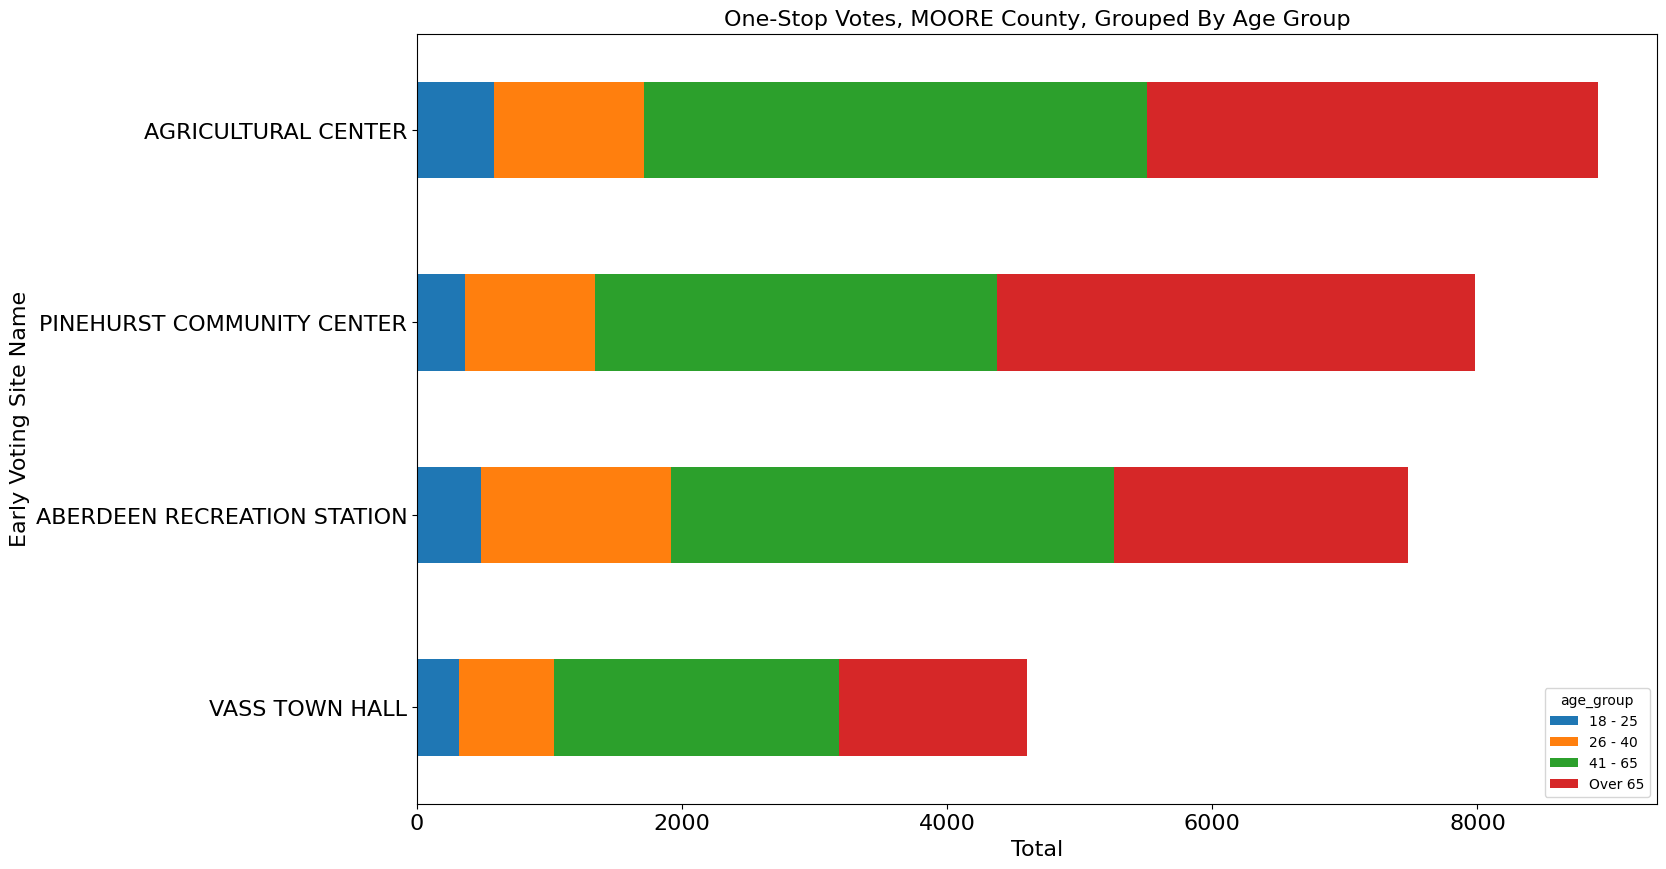 One-Stop Votes, MOORE County, Grouped By Age Group
Early Voting Site Name
AGRICULTURAL CENTER
PINEHURST COMMUNITY CENTER
ABERDEEN RECREATION STATION
VASS TOWN HALL
age_group
18 - 25
26 - 40
41 - 65
Over 65
0 2000 4000 6000 8000
Total